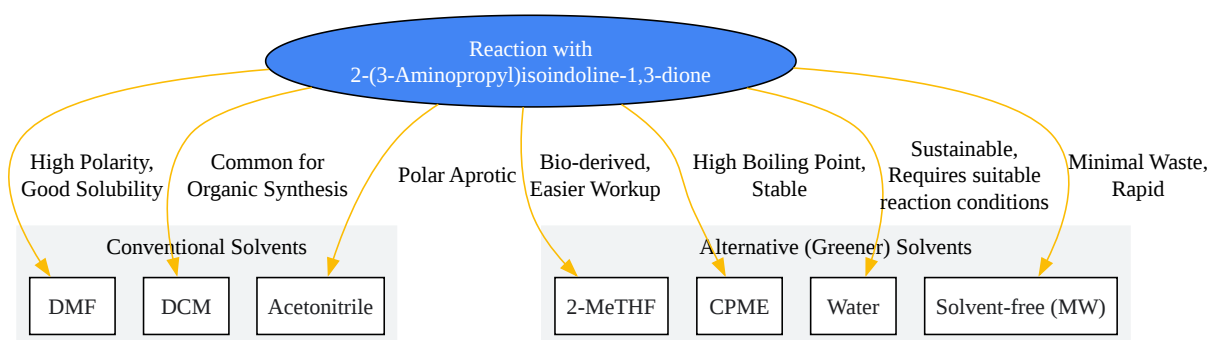 Reaction with
2-(3-Aminopropyl)isoindoline-1,3-dione
High Polarity,
Good Solubility
Common for
Organic Synthesis
Polar Aprotic
Bio-derived,
Easier Workup
High Boiling Point,
Stable
Sustainable,
Requires suitable
reaction conditions
Minimal Waste,
Rapid
Conventional Solvents
Alternative (Greener) Solvents
DMF
DCM
Acetonitrile
2-MeTHF
CPME
Water
Solvent-free (MW)